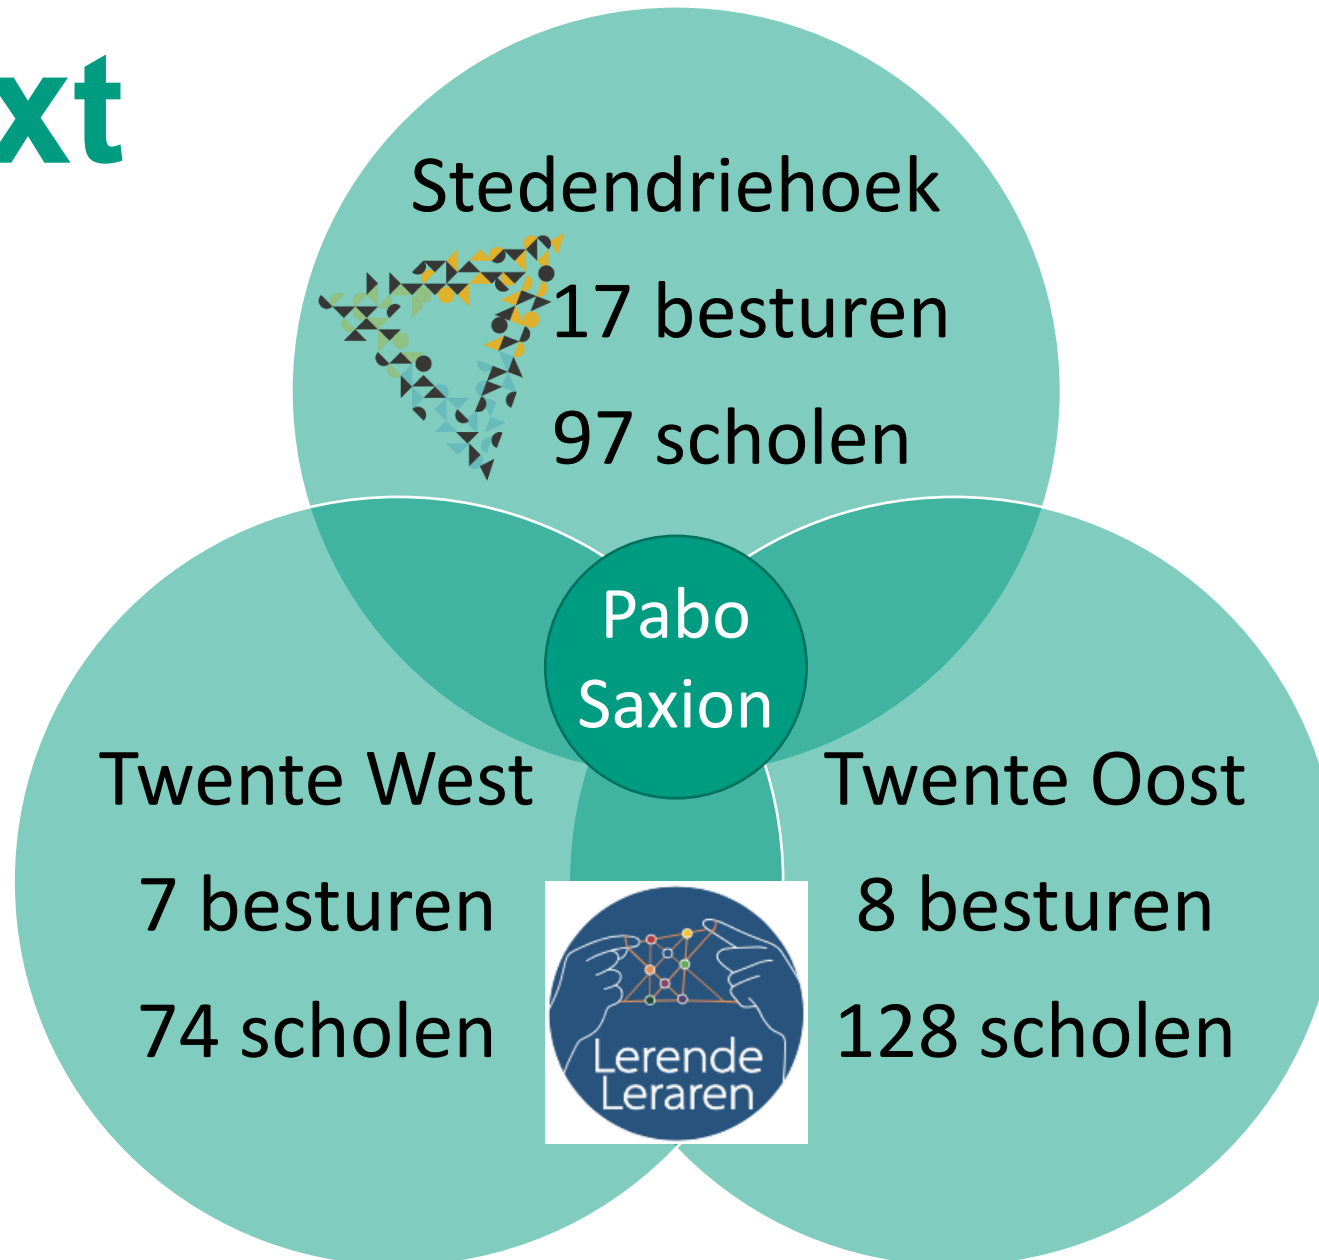 xt
Stedendriehoek
17 besturen
97 scholen
Pabo
Saxion
Twente West
7 besturen
74 scholen
Twente Oost
8 besturen
128 scholen
Lerende
Leraren